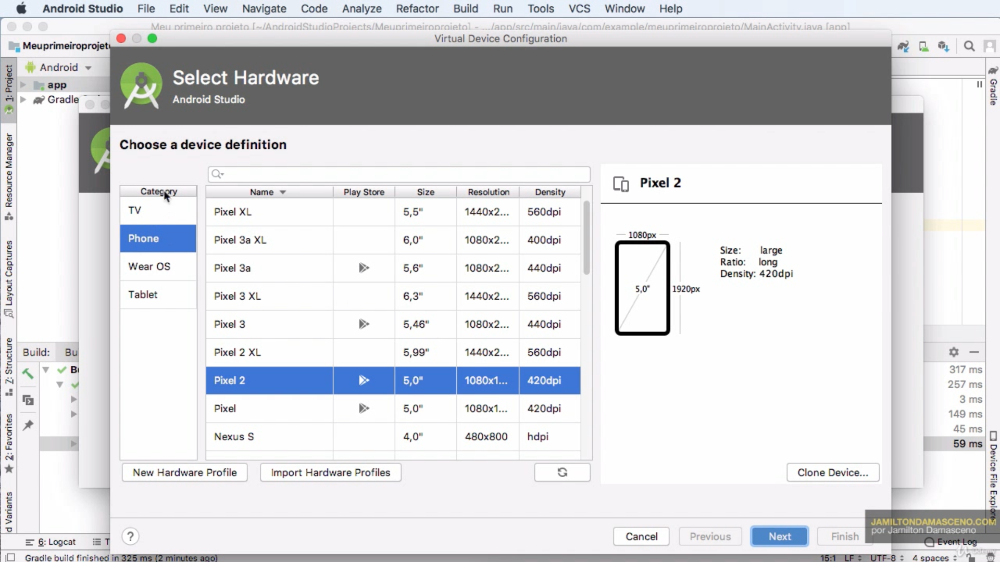 Android Studio File Edit View Navigate Code Analyze Refactor Build Run Tools VCS Window Help
Meu primeiro projeto [~/AndroidStudioProjects/Meuprimeiroprojeto] - .../app/src/main/java/com/example/meuprimeiroprojeto/MainActivity.java [app]
Virtual Device Configuration
Meuprimeiroprojeto
Android
app
Gradle
1: Project
Resource Manager
Layout Captures
Z: Structure
2: Favorites
d Variants
Select Hardware
Android Studio
Choose a device definition
Category
TV
Phone
Wear OS
Tablet
Name Play Store Size Resolution Density
Pixel XL 5,5" 1440x2... 560dpi
Pixel 3a XL 6,0" 1080x2... 400dpi
Pixel 3a 5,6" 1080x2... 440dpi
Pixel 3 XL 6,3" 1440x2... 560dpi
Pixel 3 5,46" 1080x2... 440dpi
Pixel 2 XL 5,99" 1440x2... 560dpi
Pixel 2 5,0" 1080x1... 420dpi
Pixel 5,0" 1080x1... 420dpi
Nexus S 4,0" 480x800 hdpi
New Hardware Profile Import Hardware Profiles
Pixel 2
1080px
5,0"
1920px
Size: large
Ratio: long
Density: 420dpi
Clone Device...
? Cancel Previous Next Finish
Gradle
Device File Explorer
Build: Bu
317 ms
257 ms
3 ms
149 ms
45 ms
59 ms
JAMILTONDAMASCENO.COM
por Jamilton Damasceno
6: Logcat T
Event Log
Udemy
Gradle build finished in 325 ms (2 minutes ago)
15:1 LF UTF-8 4 spaces